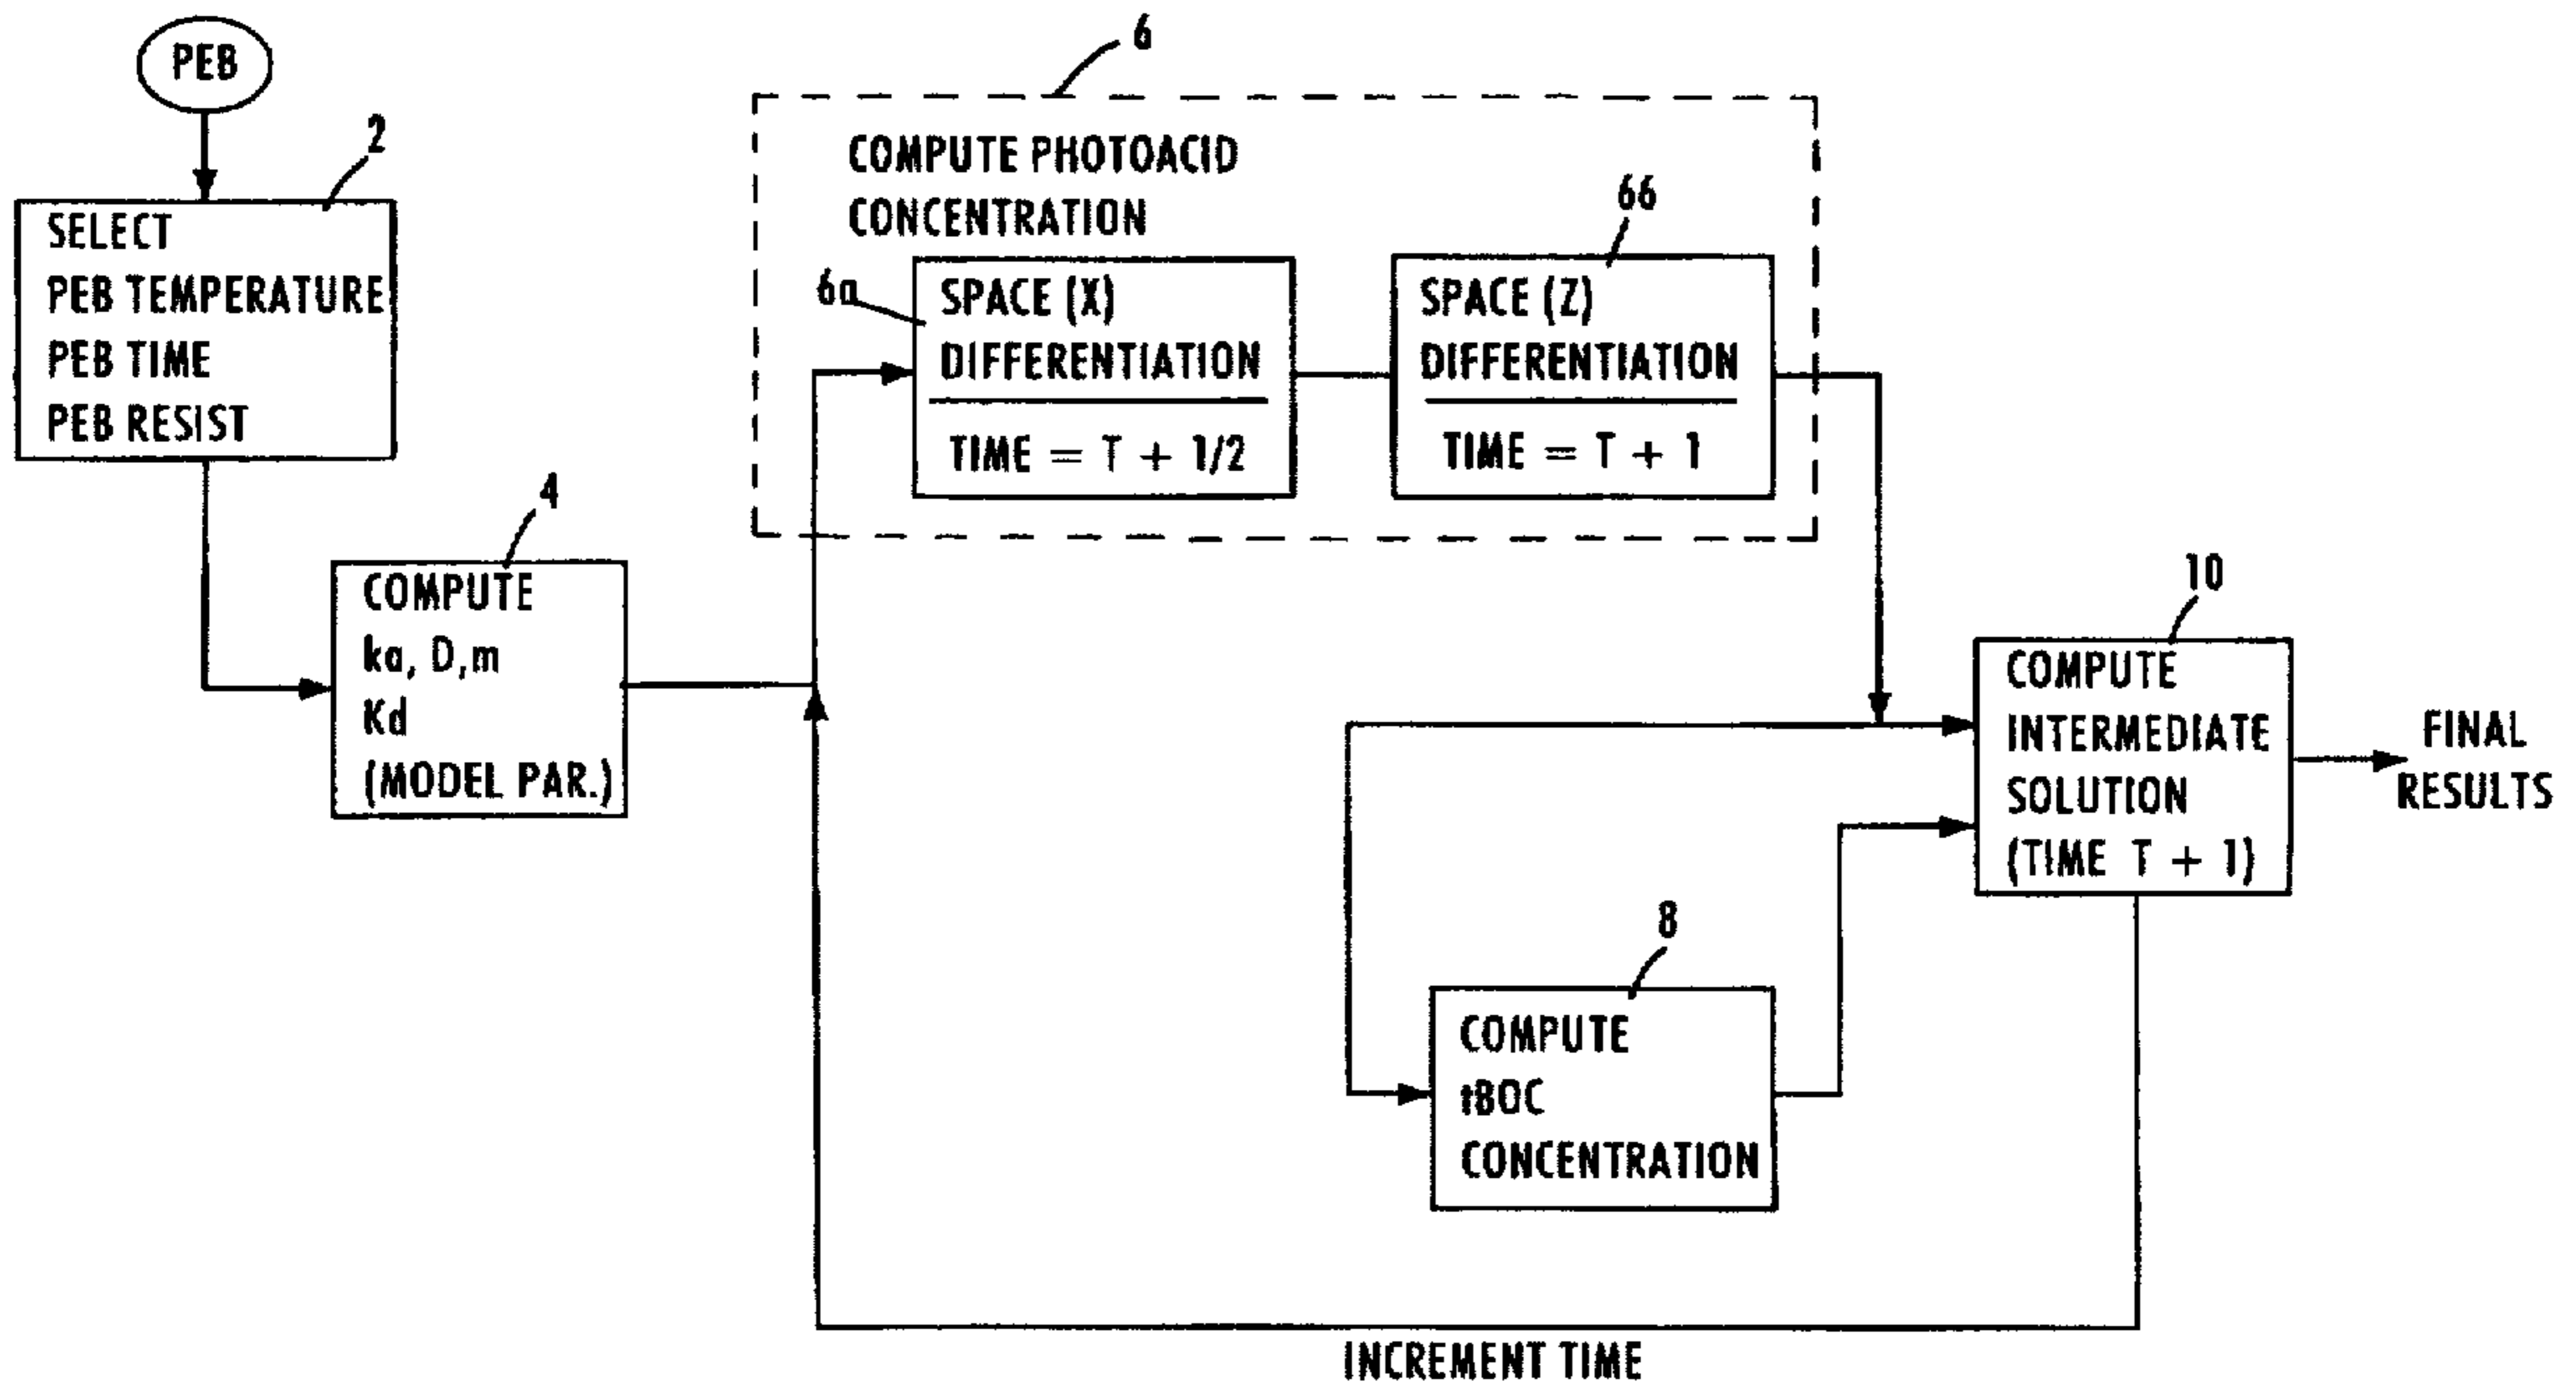 PEB
2
SELECT
PEB TEMPERATURE
PEB TIME
PEB RESIST
4
COMPUTE
ka, D,m
Kd
(MODEL PAR.)
6
COMPUTE PHOTOACID
CONCENTRATION
6a
SPACE (X)
DIFFERENTIATION
TIME = T + 1/2
66
SPACE (Z)
DIFFERENTIATION
TIME = T + 1
8
COMPUTE
tBOC
CONCENTRATION
10
COMPUTE
INTERMEDIATE
SOLUTION
(TIME T + 1)
FINAL
RESULTS
INCREMENT TIME